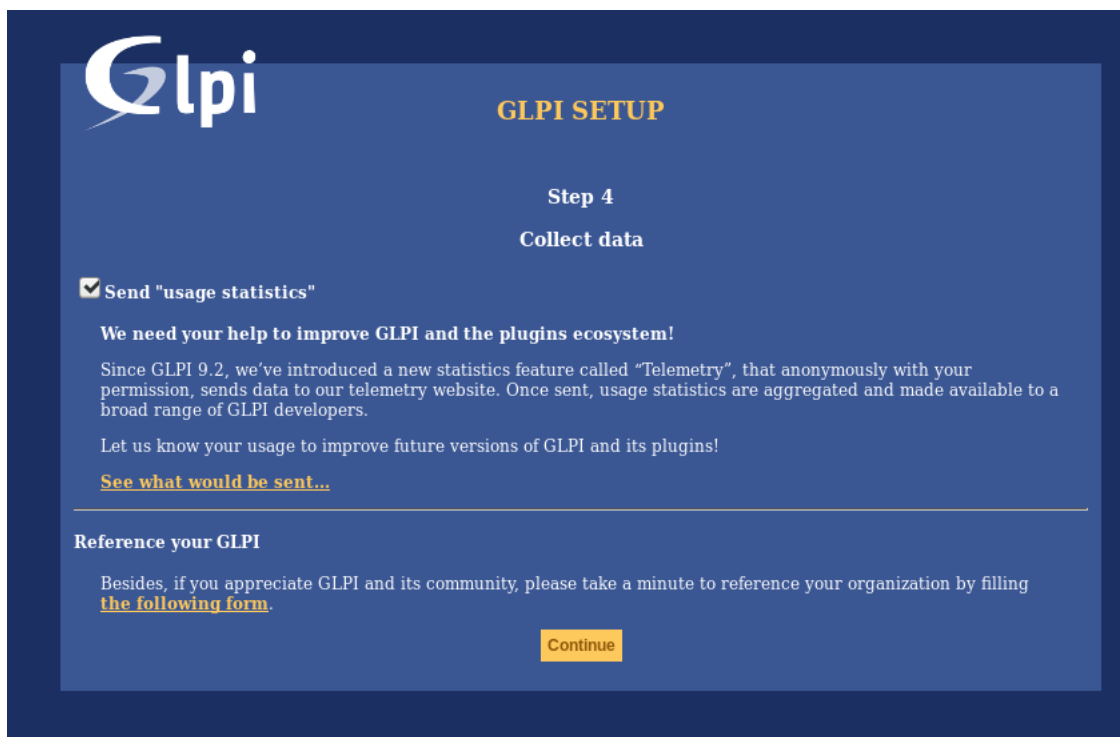 Glpi
GLPI SETUP
Step 4
Collect data
Send "usage statistics"
We need your help to improve GLPI and the plugins ecosystem!
Since GLPI 9.2, we’ve introduced a new statistics feature called “Telemetry”, that anonymously with your
permission, sends data to our telemetry website. Once sent, usage statistics are aggregated and made available to a
broad range of GLPI developers.
Let us know your usage to improve future versions of GLPI and its plugins!
See what would be sent...
Reference your GLPI
Besides, if you appreciate GLPI and its community, please take a minute to reference your organization by filling
the following form.
Continue